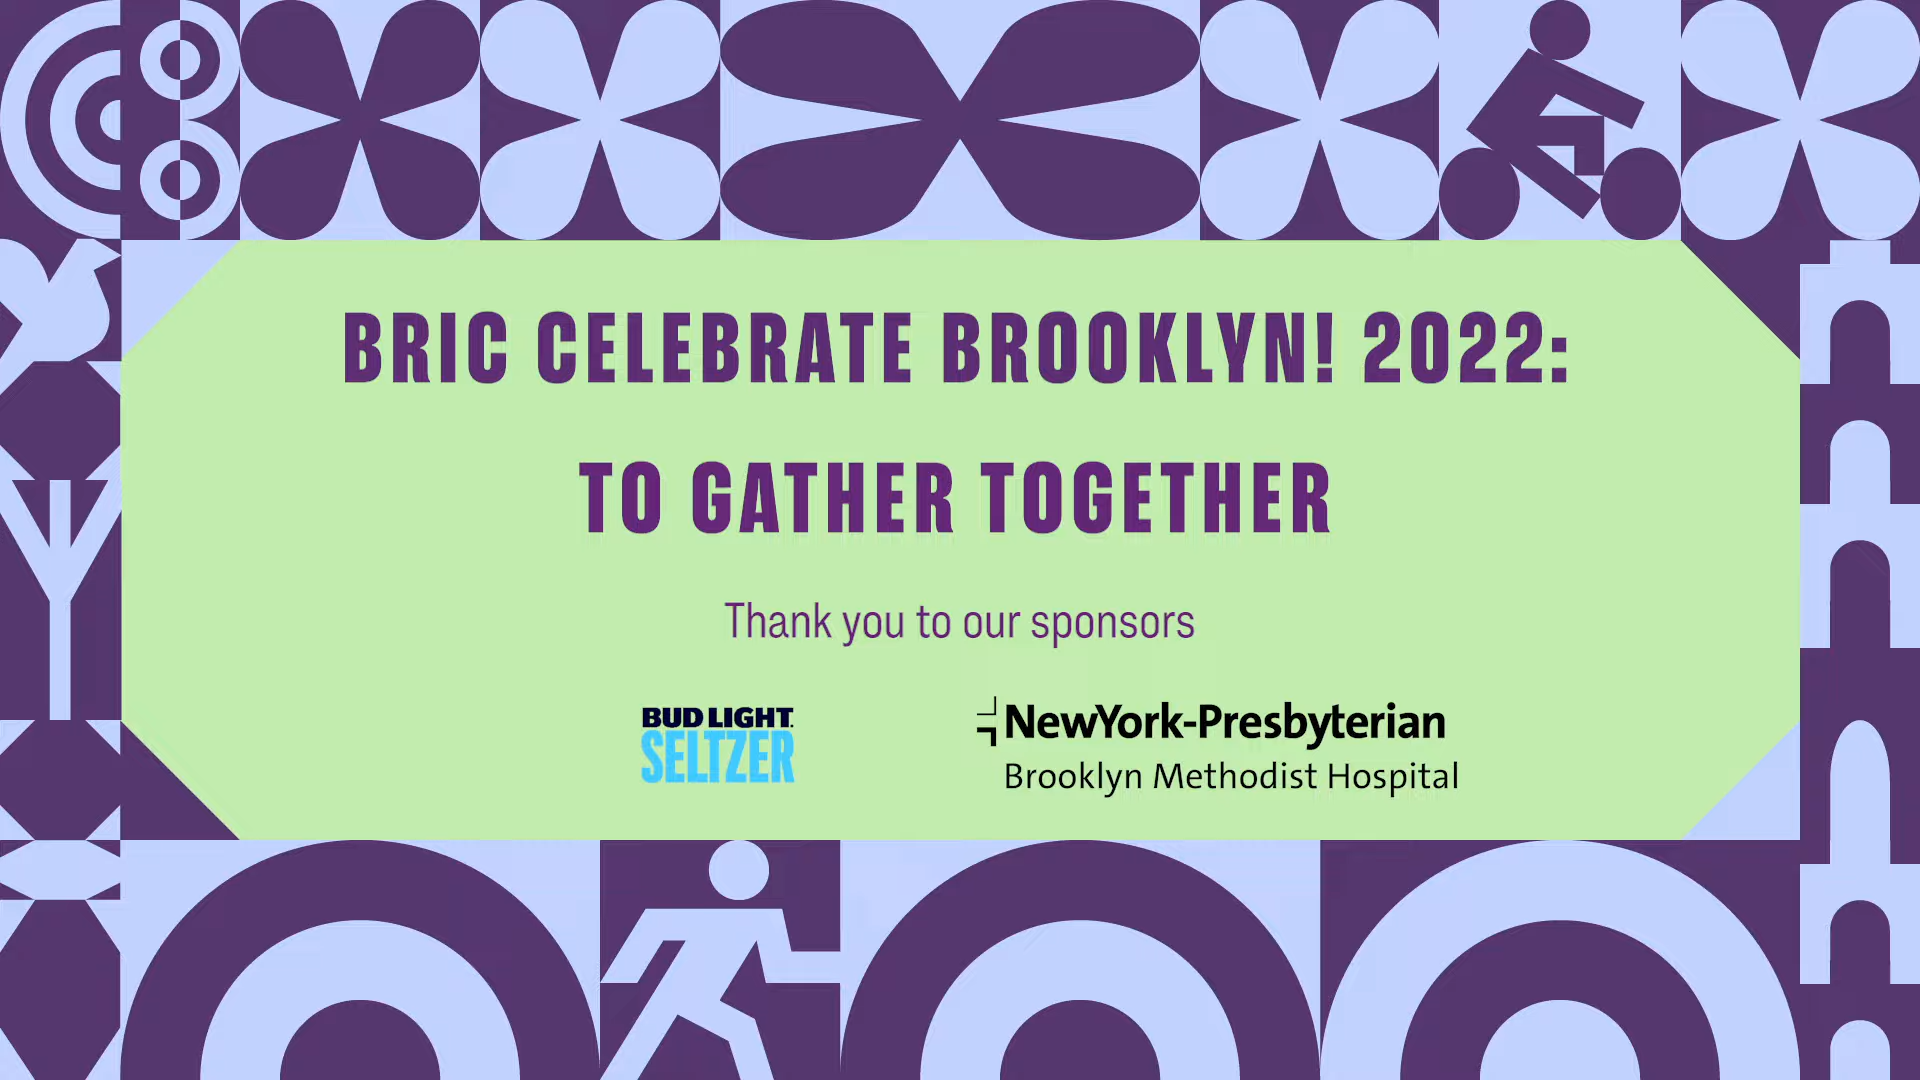 BRIC CELEBRATE BROOKLYN! 2022:
TO GATHER TOGETHER
Thank you to our sponsors
BUD LIGHT.
SELTZER
NewYork-Presbyterian
Brooklyn Methodist Hospital